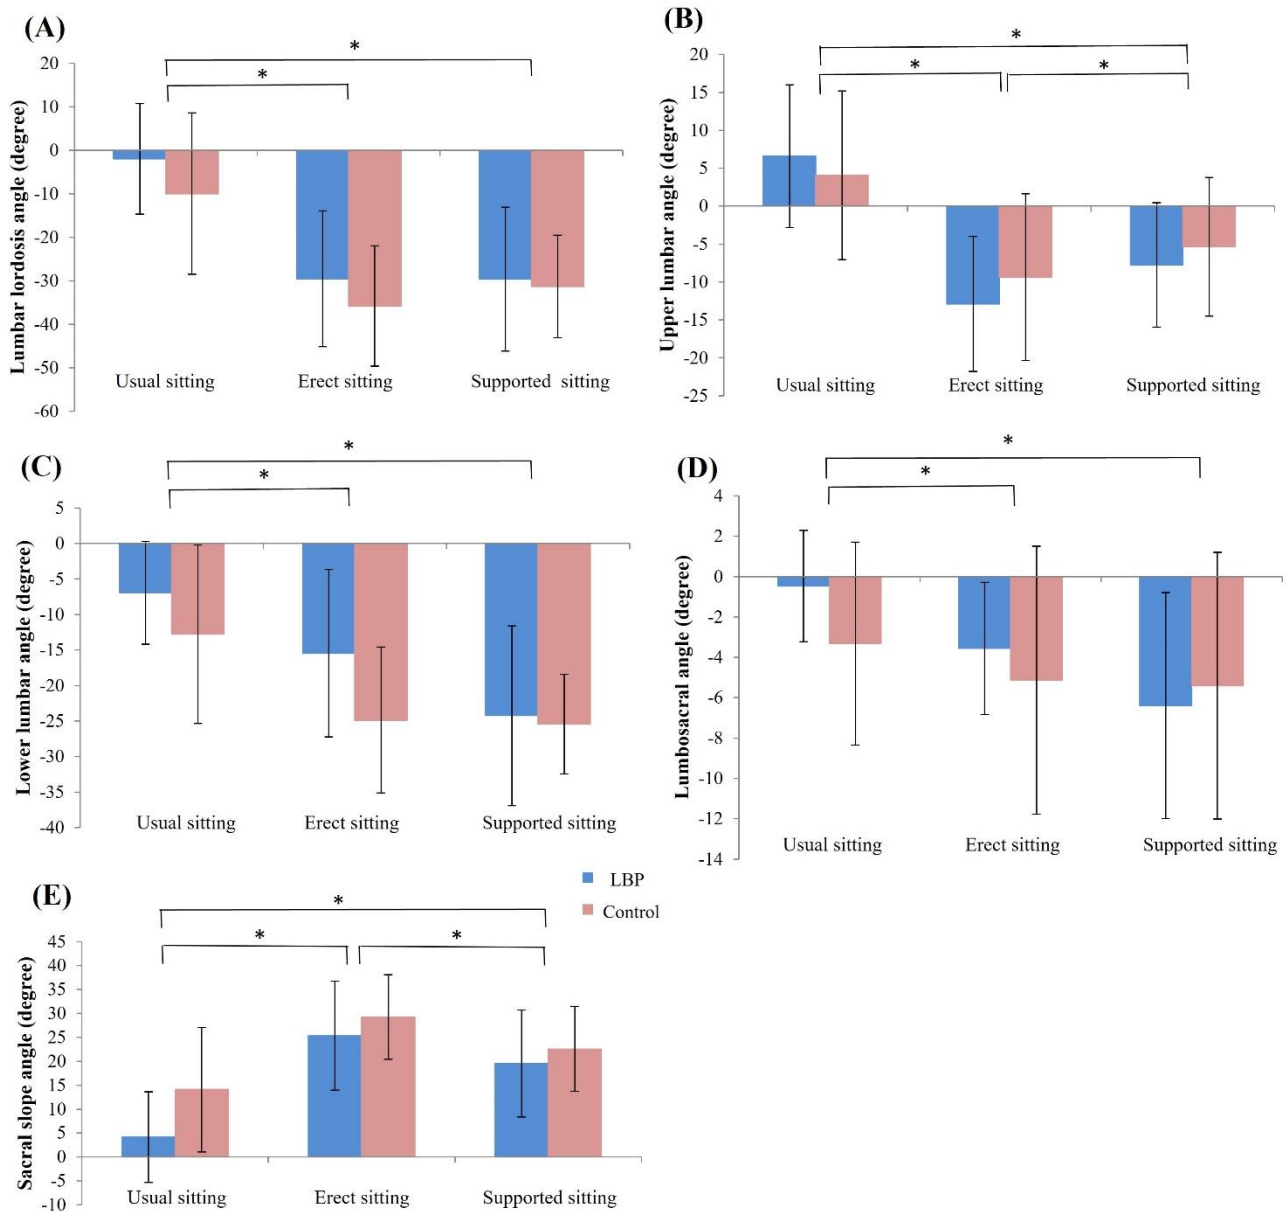 (A)
*
*
Lumbar lordosis angle (degree)
20
10
0
-10
-20
-30
-40
-50
-60
Usual sitting
Erect sitting
Supported sitting
(B)
*
*
*
Upper lumbar angle (degree)
20
15
10
5
0
-5
-10
-15
-20
-25
Usual sitting
Erect sitting
Supported sitting
(C)
*
*
Lower lumbar angle (degree)
5
0
-5
-10
-15
-20
-25
-30
-35
-40
Usual sitting
Erect sitting
Supported sitting
(D)
*
*
Lumbosacral angle (degree)
4
2
0
-2
-4
-6
-8
-10
-12
-14
Usual sitting
Erect sitting
Supported sitting
LBP
Control
(E)
*
*
*
Sacral slope angle (degree)
45
40
35
30
25
20
15
10
5
0
-5
-10
Usual sitting
Erect sitting
Supported sitting